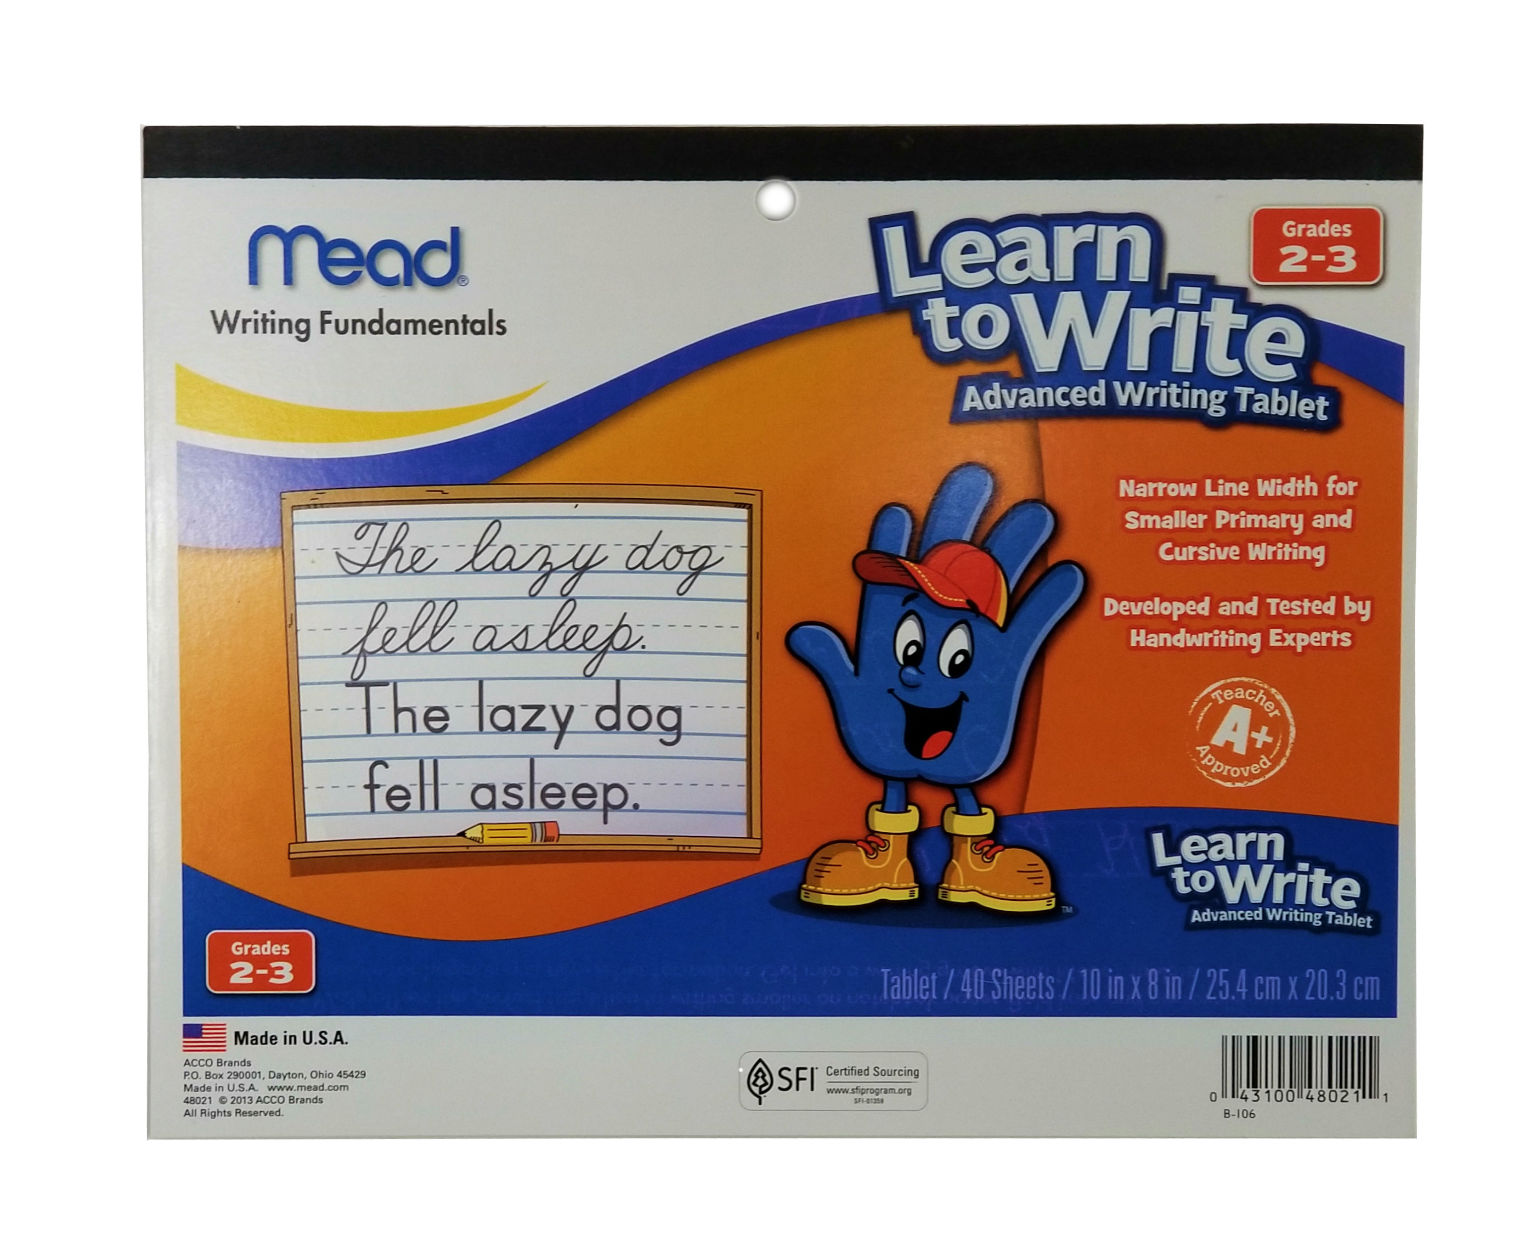 mead®
Writing Fundamentals
Learn
to Write
Advanced Writing Tablet
Grades
2-3
The lazy dog
fell asleep.
The lazy dog
fell asleep.
Narrow Line Width for
Smaller Primary and
Cursive Writing
Developed and Tested by
Handwriting Experts
Teacher
A+
Approved
TM
Learn
to Write
Advanced Writing Tablet
Grades
2-3
Tablet / 40 Sheets / 10 in x 8 in / 25.4 cm x 20.3 cm
Made in U.S.A.
ACCO Brands
P.O. Box 290001, Dayton, Ohio 45429
Made in U.S.A. www.mead.com
48021 © 2013 ACCO Brands
All Rights Reserved.
SFI
Certified Sourcing
www.sfiprogram.org
SFI-01359
0 43100 48021 1
B-106